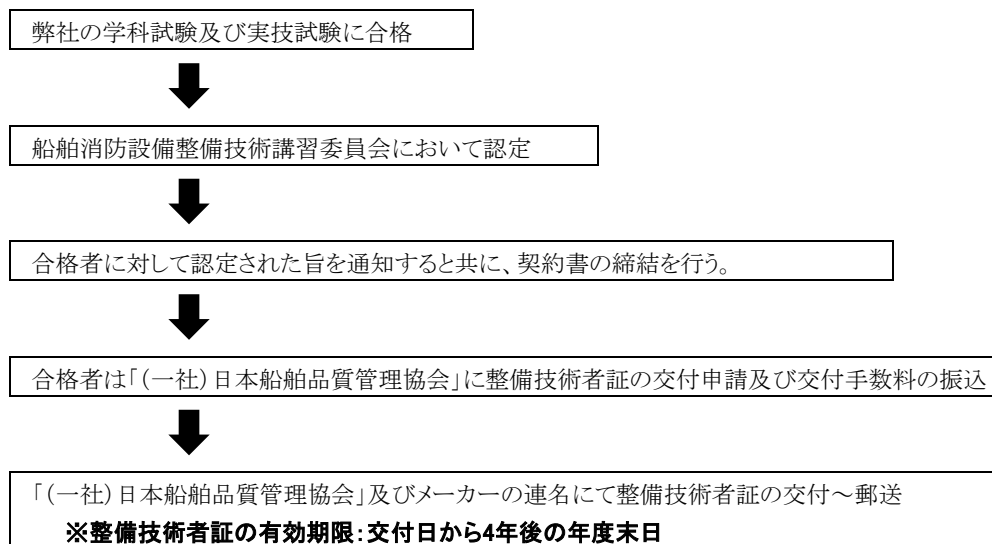 弊社の学科試験及び実技試験に合格
船舶消防設備整備技術講習委員会において認定
合格者に対して認定された旨を通知すると共に、契約書の締結を行う。
合格者は「(一社)日本船舶品質管理協会」に整備技術者証の交付申請及び交付手数料の振込
「(一社)日本船舶品質管理協会」及びメーカーの連名にて整備技術者証の交付～郵送
※整備技術者証の有効期限:交付日から4年後の年度末日